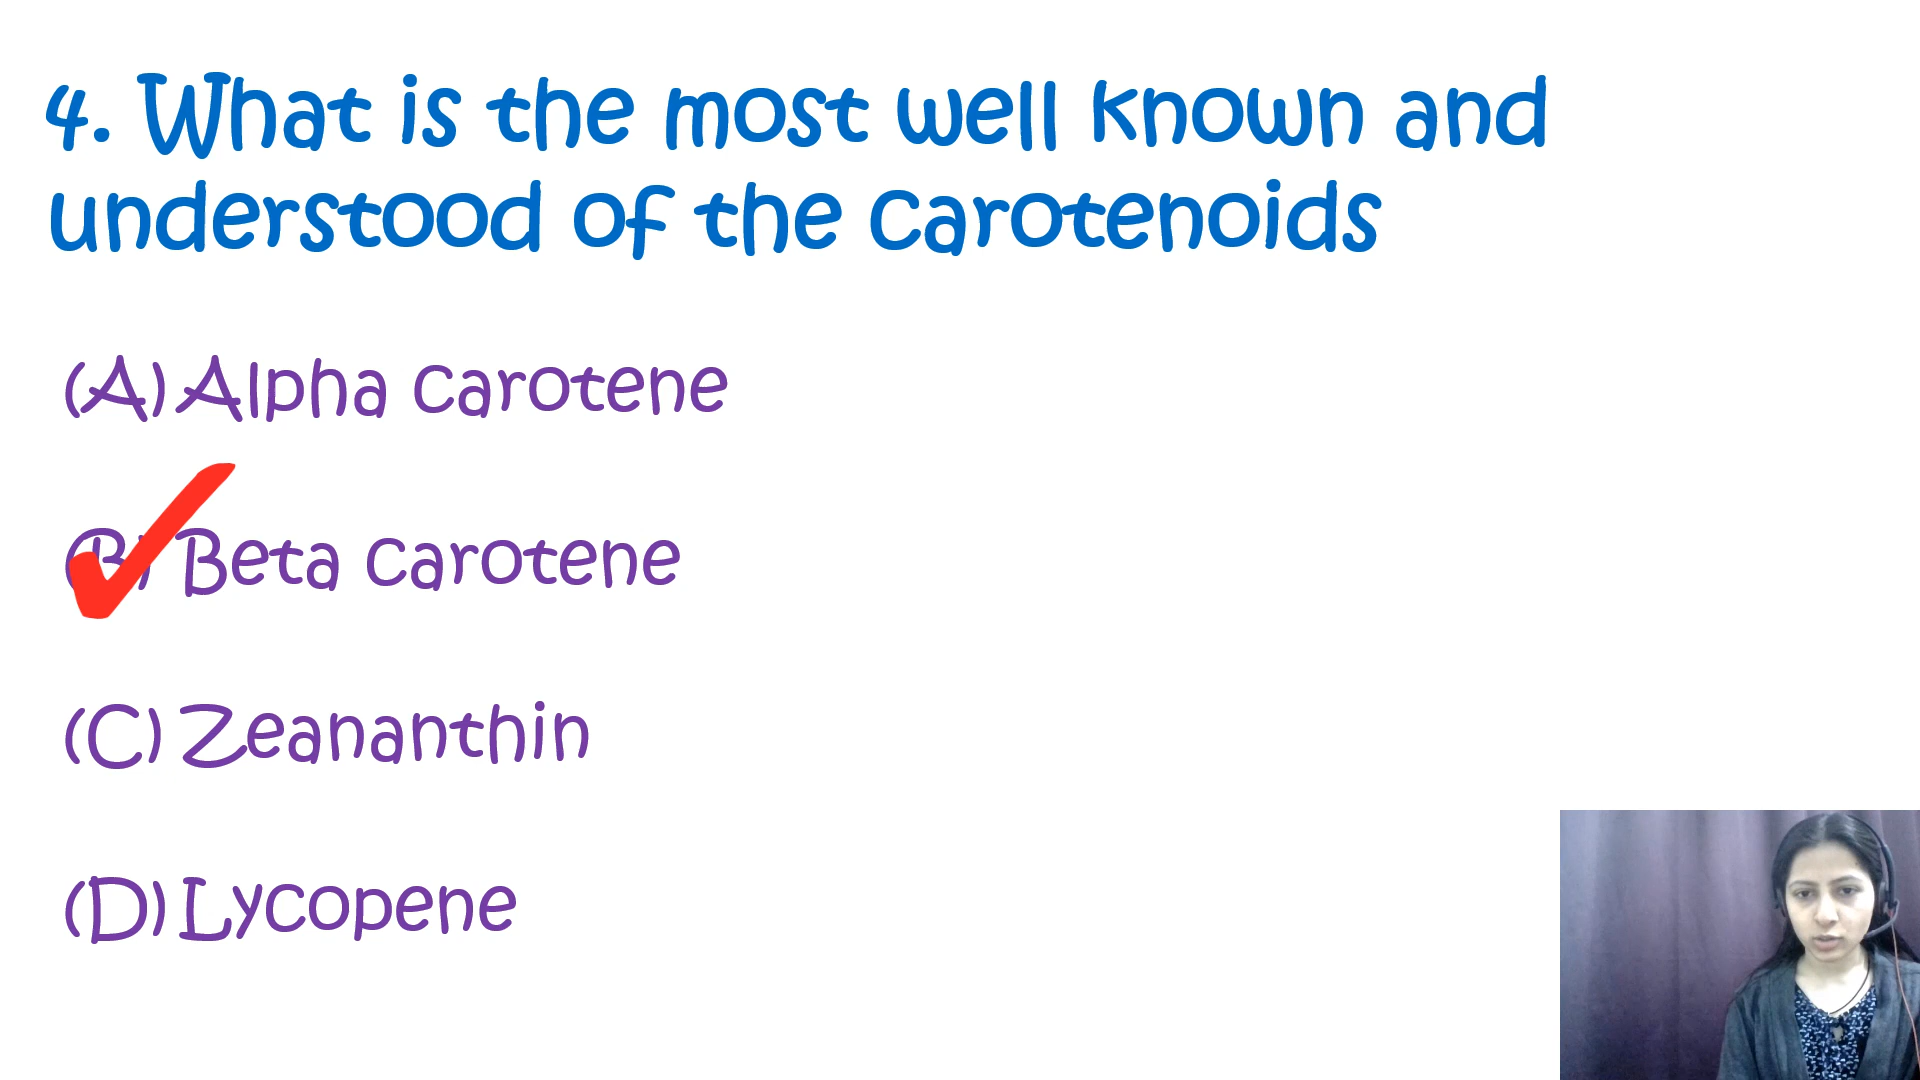 4. What is the most well known and
understood of the carotenoids
(A) Alpha carotene
(B) Beta carotene
(C) Zeananthin
(D) Lycopene